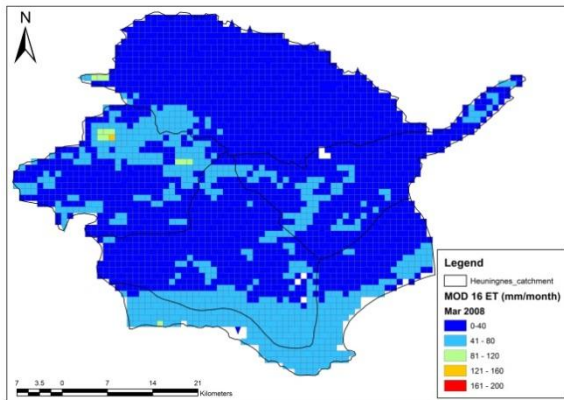 N
Legend
Heuningnes_catchment
MOD 16 ET (mm/month)
Mar 2008
0-40
41 - 80
81 - 120
121 - 160
161 - 200
7 3.5 0 7 14 21
Kilometers